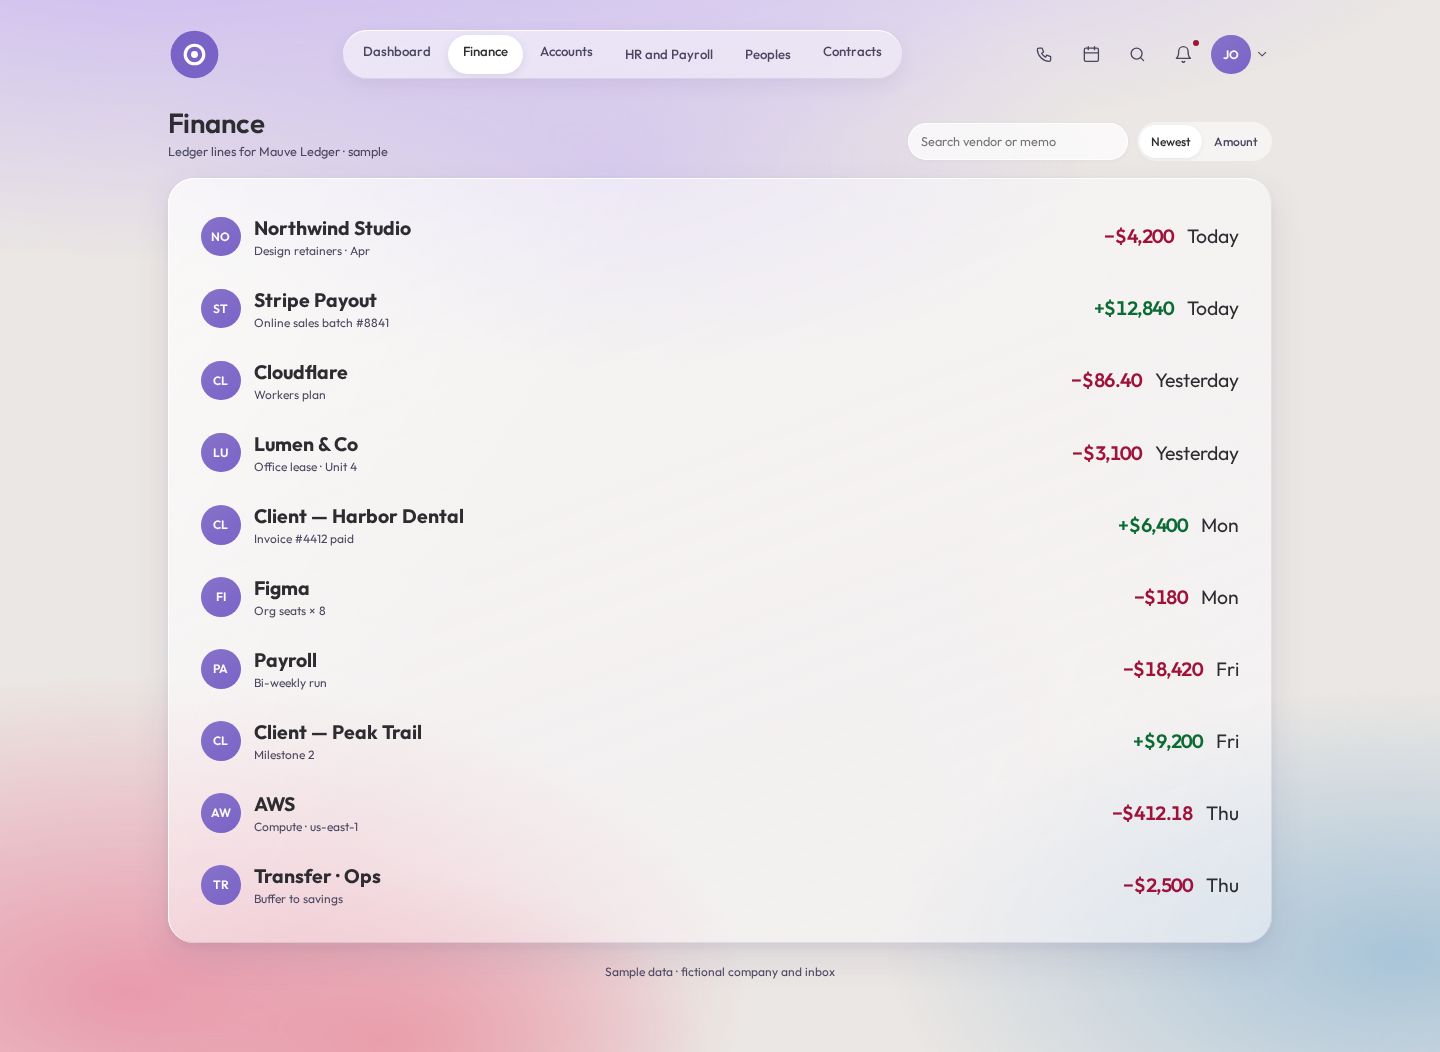 Dashboard Finance Accounts HR and Payroll Peoples Contracts JO
Finance
Ledger lines for Mauve Ledger · sample
Search vendor or memo Newest Amount
NO Northwind Studio −$4,200 Today
Design retainers · Apr
ST Stripe Payout +$12,840 Today
Online sales batch #8841
CL Cloudflare −$86.40 Yesterday
Workers plan
LU Lumen & Co −$3,100 Yesterday
Office lease · Unit 4
CL Client — Harbor Dental +$6,400 Mon
Invoice #4412 paid
FI Figma −$180 Mon
Org seats × 8
PA Payroll −$18,420 Fri
Bi-weekly run
CL Client — Peak Trail +$9,200 Fri
Milestone 2
AW AWS −$412.18 Thu
Compute · us-east-1
TR Transfer · Ops −$2,500 Thu
Buffer to savings
Sample data · fictional company and inbox